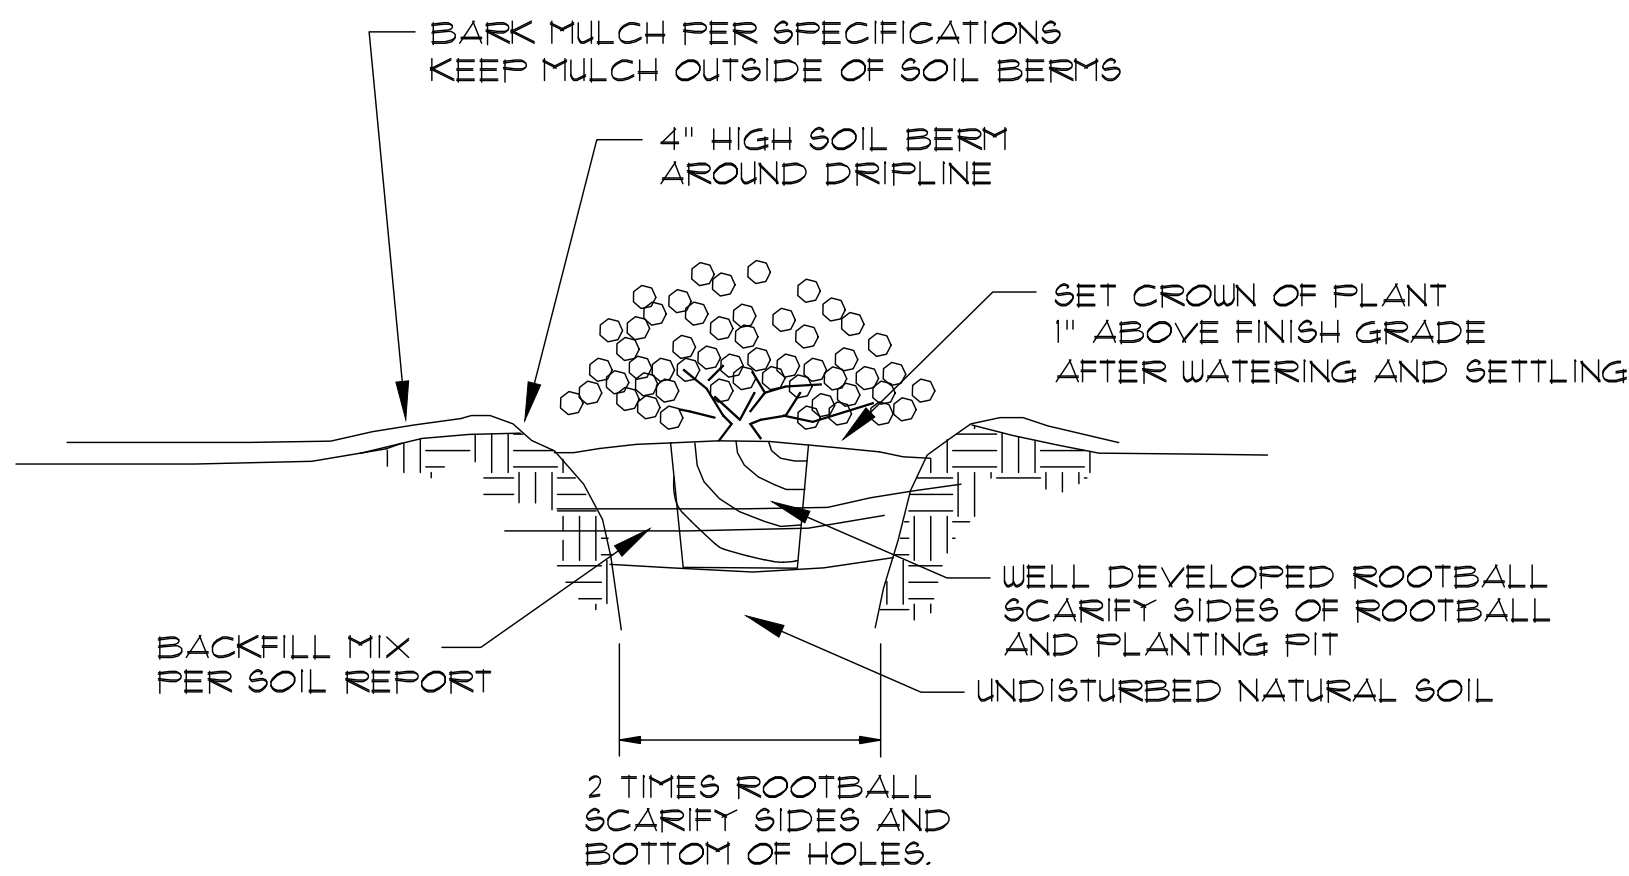 BARK MULCH PER SPECIFICATIONS
KEEP MULCH OUTSIDE OF SOIL BERMS
4" HIGH SOIL BERM
AROUND DRIPLINE
SET CROWN OF PLANT
1" ABOVE FINISH GRADE
AFTER WATERING AND SETTLING
WELL DEVELOPED ROOTBALL
SCARIFY SIDES OF ROOTBALL
AND PLANTING PIT
BACKFILL MIX
PER SOIL REPORT
UNDISTURBED NATURAL SOIL
2 TIMES ROOTBALL
SCARIFY SIDES AND
BOTTOM OF HOLES.